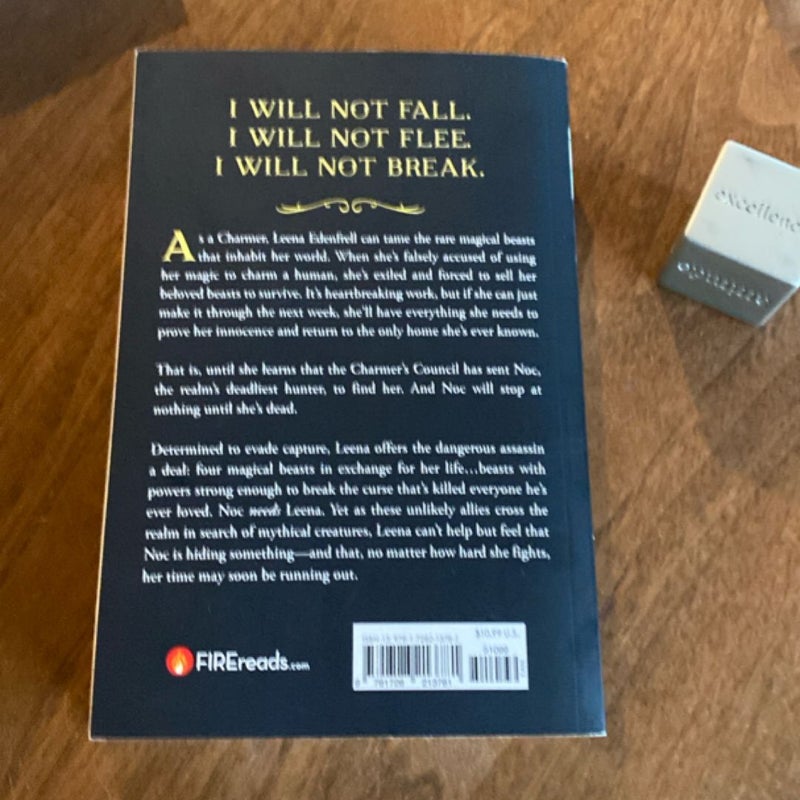 I WILL NOT FALL.
I WILL NOT FLEE.
I WILL NOT BREAK.
As a Charmer, Leena Edenfrell can tame the rare magical beasts
that inhabit her world. When she's falsely accused of using
her magic to charm a human, she's exiled and forced to sell her
beloved beasts to survive. It's heartbreaking work, but if she can just
make it through the next week, she'll have everything she needs to
prove her innocence and return to the only home she's ever known.
That is, until she learns that the Charmer's Council has sent Noc,
the realm's deadliest hunter, to find her. And Noc will stop at
nothing until she's dead.
Determined to evade capture, Leena offers the dangerous assassin
a deal: four magical beasts in exchange for her life...beasts with
powers strong enough to break the curse that's killed everyone he's
ever loved. Noc needs Leena. Yet as these unlikely allies cross the
realm in search of mythical creatures, Leena can't help but feel that
Noc is hiding something—and that, no matter how hard she fights,
her time may soon be running out.
FIREreads.com
$10.99 U.S.
51099
excellenc
aptitude